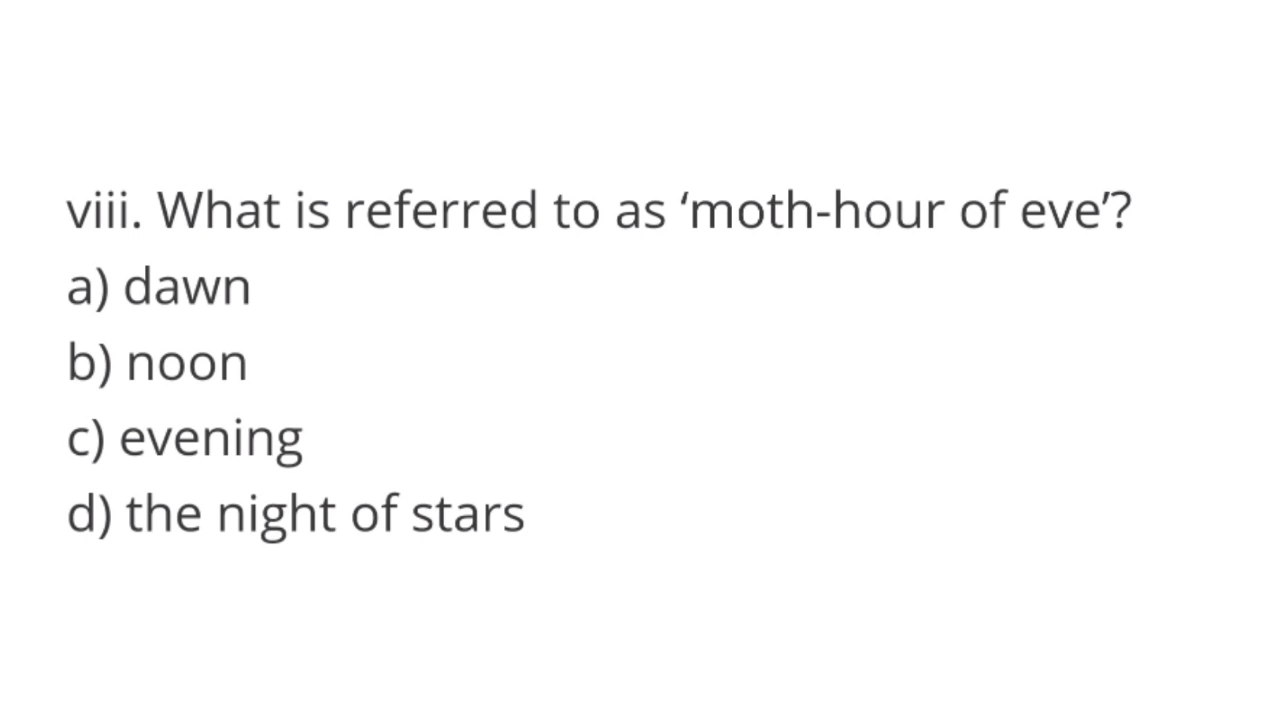 viii. What is referred to as ‘moth-hour of eve’?
a) dawn
b) noon
c) evening
d) the night of stars